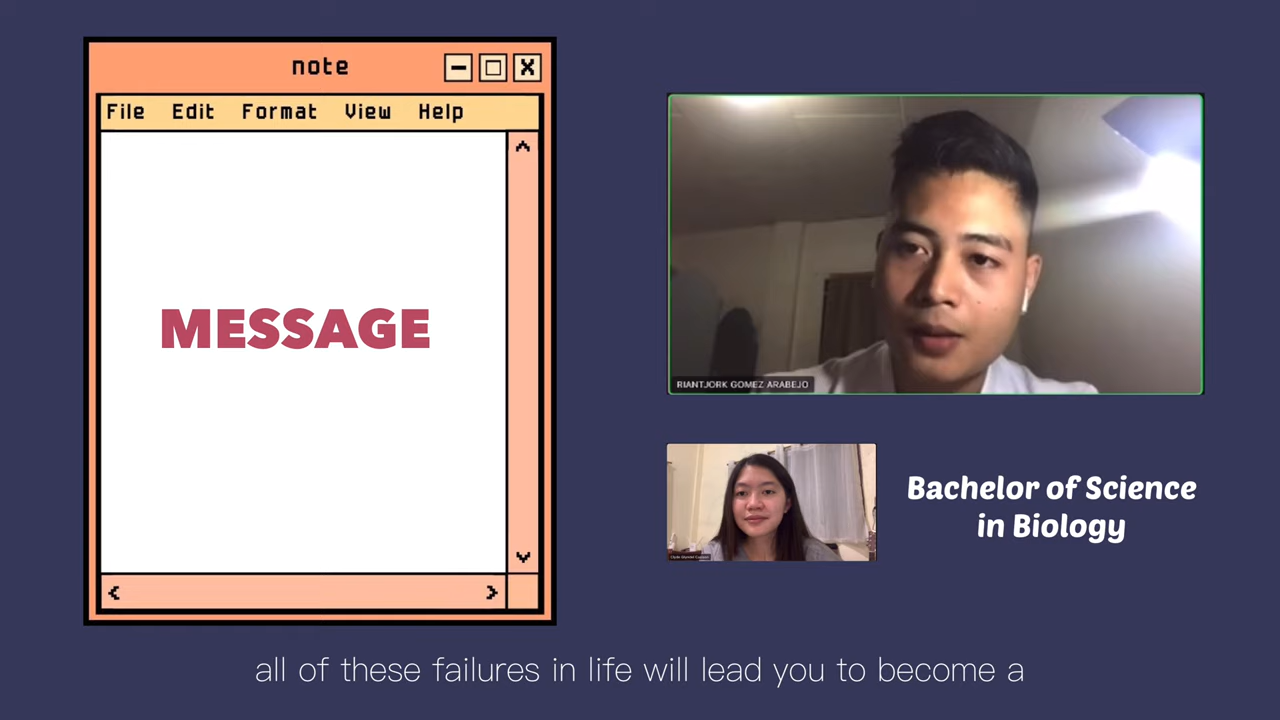 note
File Edit Format View Help
MESSAGE
RIANTJORK GOMEZ ARABEJO
Bachelor of Science
in Biology
all of these failures in life will lead you to become a